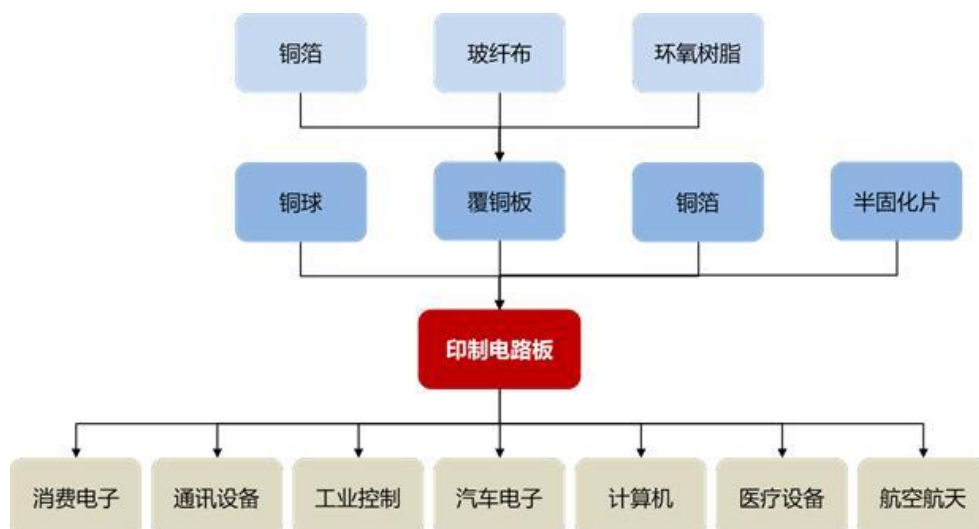 铜箔
玻纤布
环氧树脂
铜球
覆铜板
铜箔
半固化片
印制电路板
消费电子
通讯设备
工业控制
汽车电子
计算机
医疗设备
航空航天